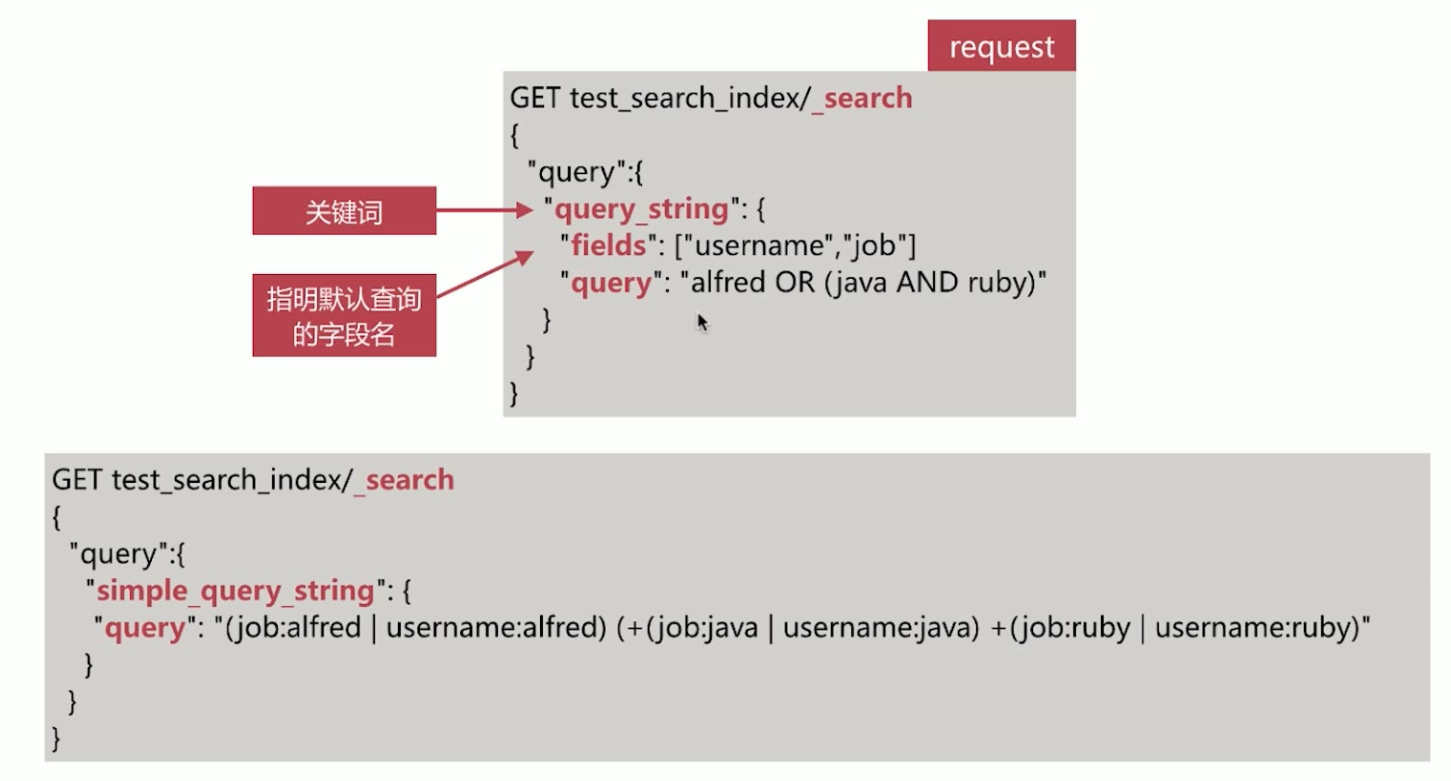 request
GET test_search_index/_search
{
"query":{
关键词
"query_string": {
"fields": ["username","job"]
指明默认查询
的字段名
"query": "alfred OR (java AND ruby)"
}
}
}
GET test_search_index/_search
{
"query":{
"simple_query_string": {
"query": "(job:alfred | username:alfred) (+(job:java | username:java) +(job:ruby | username:ruby)"
}
}
}